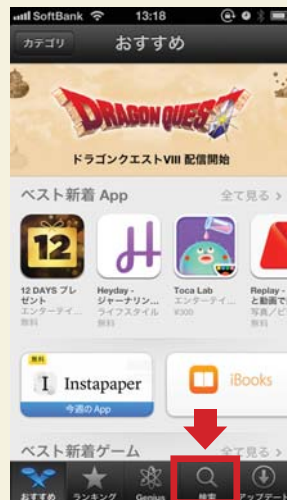 SoftBank 13:18
カテゴリ おすすめ
DRAGON QUEST
ドラゴンクエストVIII 配信開始
ベスト新着 App 全て見る >
12
12 DAYS プレ
ゼント
エンターテイ...
無料
Heyday -
ジャーナリン...
ライフスタイル
無料
Toca Lab
エンターテイ...
¥300
Replay -
と動画で
写真/ビ
無料
無料
I Instapaper
今週の App
iBooks
ベスト新着ゲーム 全て見る >
おすすめ ランキング Genius 検索 アップデート